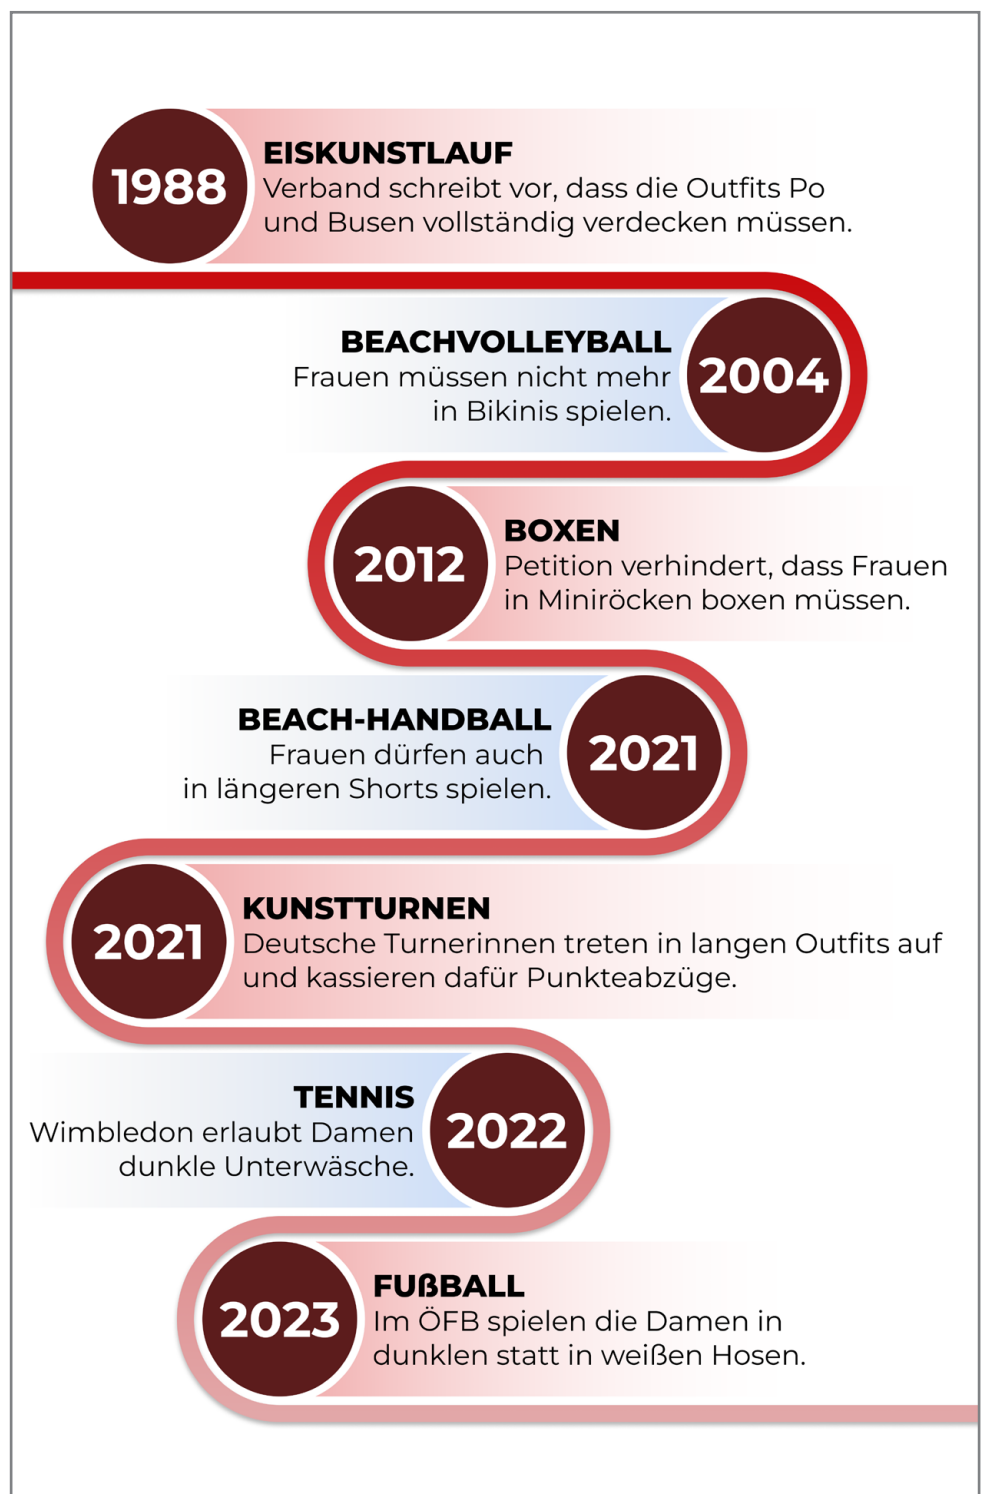 1988
EISKUNSTLAUF
Verband schreibt vor, dass die Outfits Po
und Busen vollständig verdecken müssen.
BEACHVOLLEYBALL
Frauen müssen nicht mehr
in Bikinis spielen.
2004
2012
BOXEN
Petition verhindert, dass Frauen
in Miniröcken boxen müssen.
BEACH-HANDBALL
Frauen dürfen auch
in längeren Shorts spielen.
2021
2021
KUNSTTURNEN
Deutsche Turnerinnen treten in langen Outfits auf
und kassieren dafür Punkteabzüge.
TENNIS
Wimbledon erlaubt Damen
dunkle Unterwäsche.
2022
2023
FUßBALL
Im ÖFB spielen die Damen in
dunklen statt in weißen Hosen.